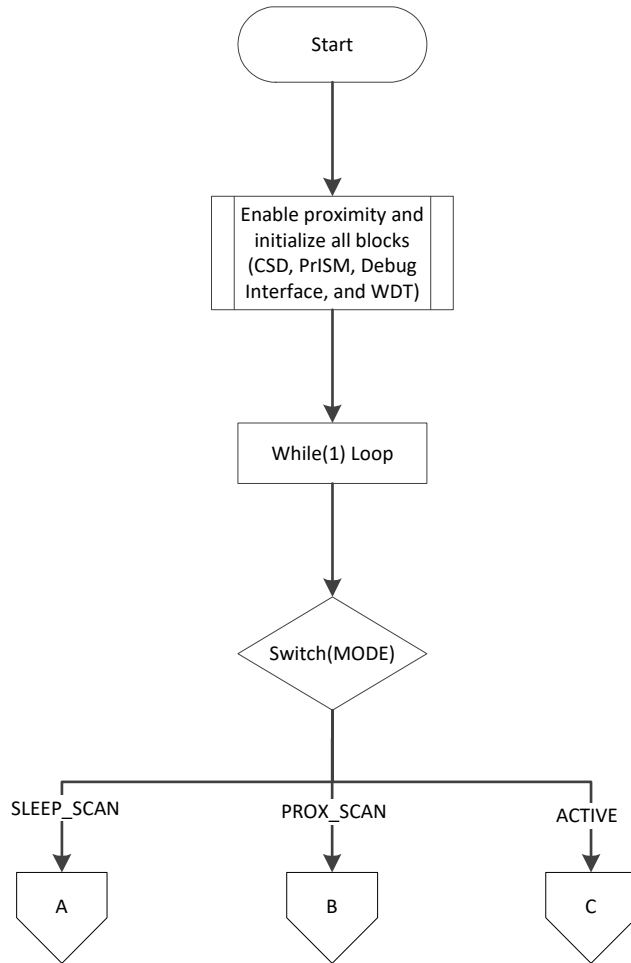 Start
Enable proximity and
initialize all blocks
(CSD, PrISM, Debug
Interface, and WDT)
While(1) Loop
Switch(MODE)
SLEEP_SCAN
PROX_SCAN
ACTIVE
A
B
C